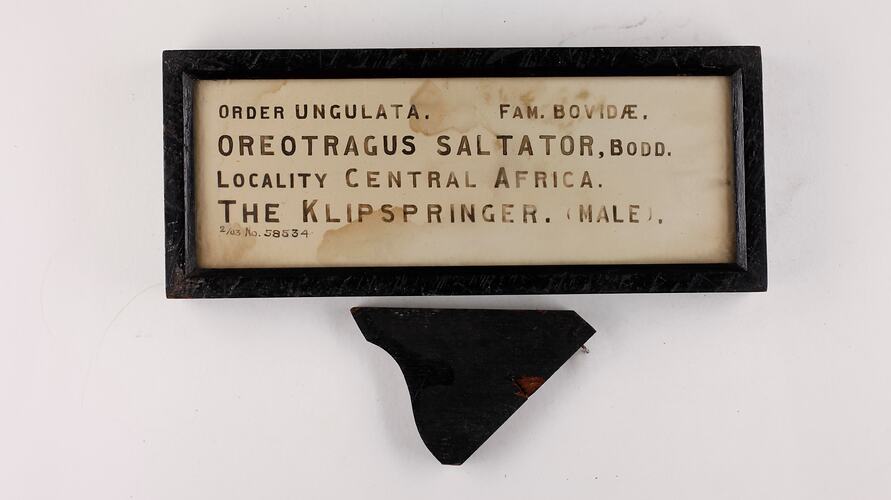 ORDER UNGULATA. FAM. BOVIDÆ.
OREOTRAGUS SALTATOR, BODD.
LOCALITY CENTRAL AFRICA.
THE KLIPSPRINGER. (MALE).
2/03 No. 58534